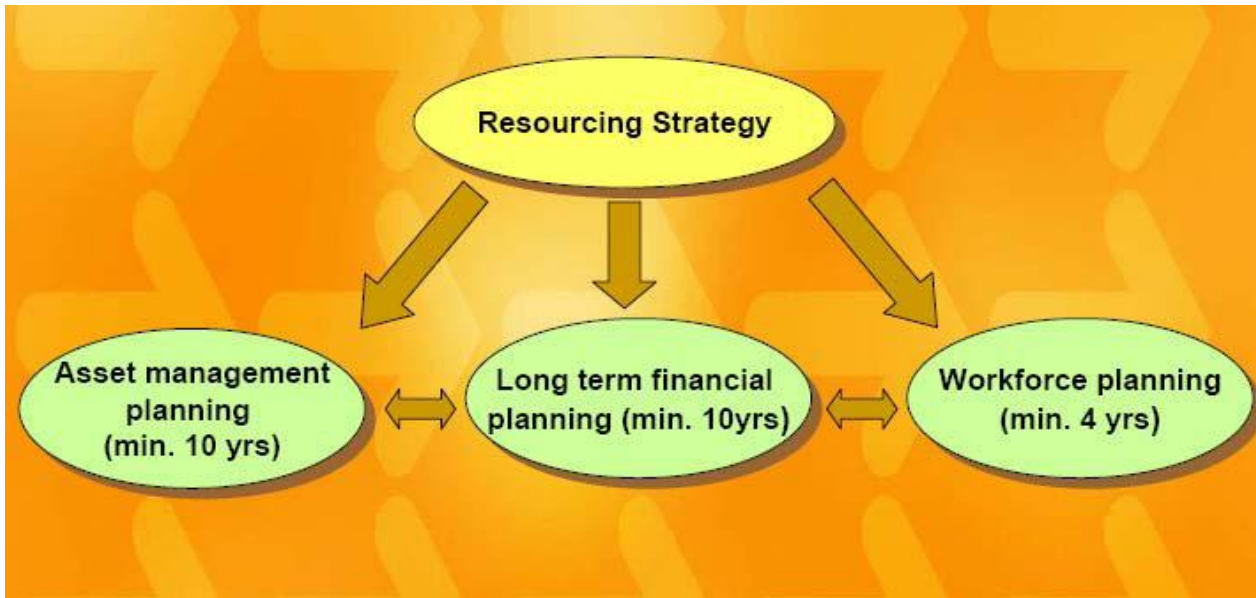 Resourcing Strategy
Asset management
planning
(min. 10 yrs)
Long term financial
planning (min. 10yrs)
Workforce planning
(min. 4 yrs)